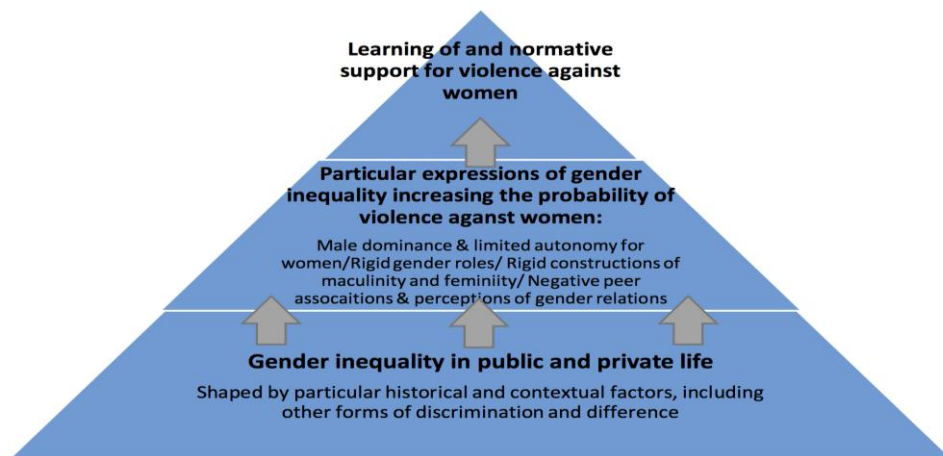 Learning of and normative
support for violence against
women
Particular expressions of gender
inequality increasing the probability of
violence aganst women:
Male dominance & limited autonomy for
women/Rigid gender roles/ Rigid constructions of
maculinity and feminiity/ Negative peer
assocaitions & perceptions of gender relations
Gender inequality in public and private life
Shaped by particular historical and contextual factors, including
other forms of discrimination and difference